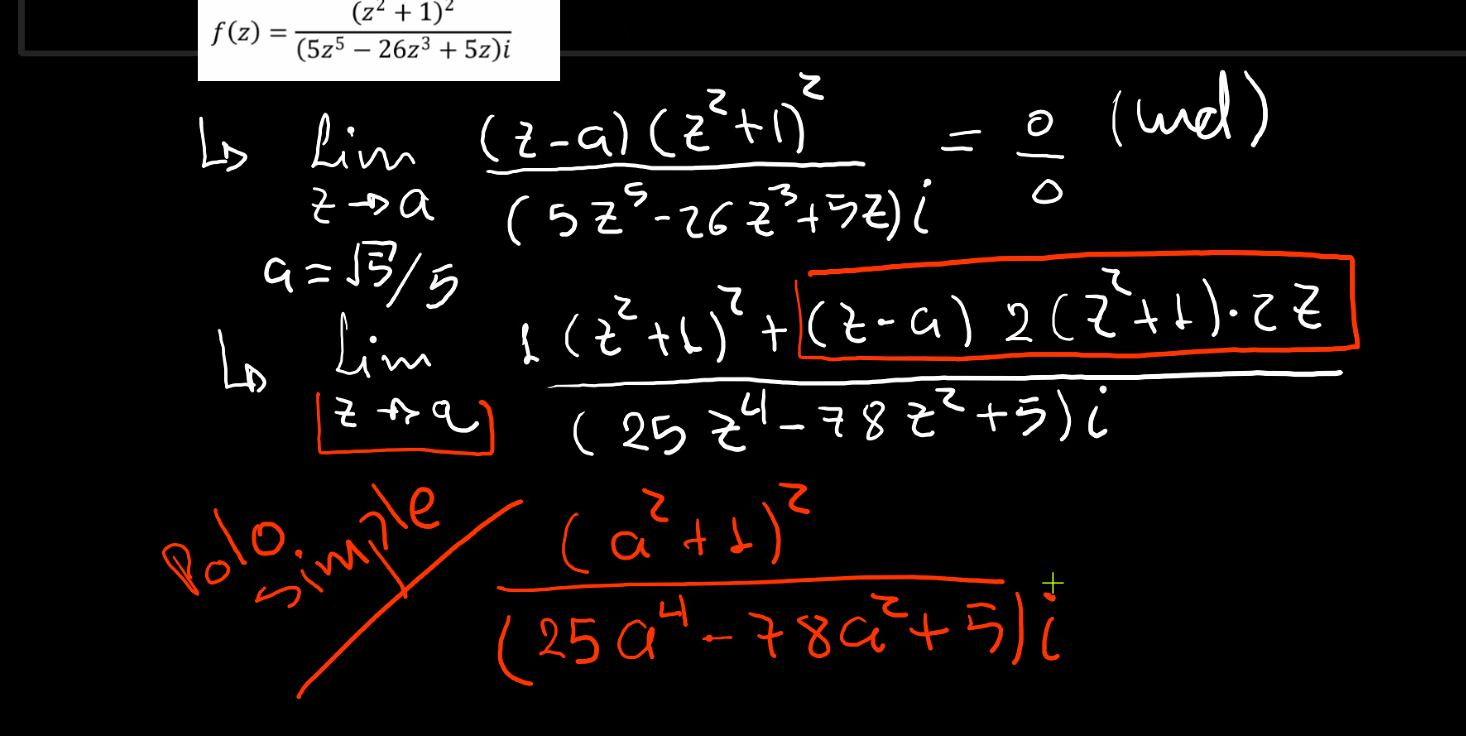 f(z) = (z² + 1)² / (5z⁵ − 26z³ + 5z)i
↳ lim z→a (z-a)(z²+1)² / (5z⁵-26z³+5z)i = 0/0 (ind)
a = √5/5
↳ lim z→a 1(z²+1)² + (z-a) 2(z²+1)·2z / (25z⁴-78z²+5)i
Polo simple
(a²+1)² / (25a⁴-78a²+5)i